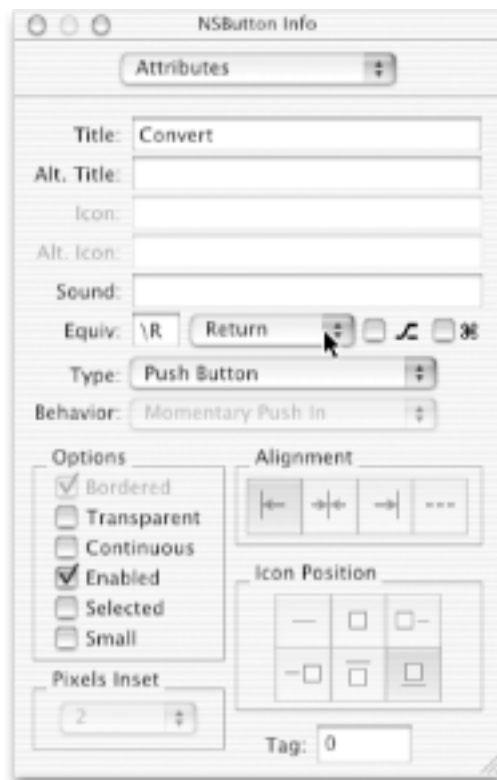 NSButton Info
Attributes
Title: Convert
Alt. Title:
Icon:
Alt. Icon:
Sound:
Equiv: \R Return ⌥ ⌘
Type: Push Button
Behavior: Momentary Push In
Options
Bordered
Transparent
Continuous
Enabled
Selected
Small
Alignment
Icon Position
Pixels Inset
2
Tag: 0